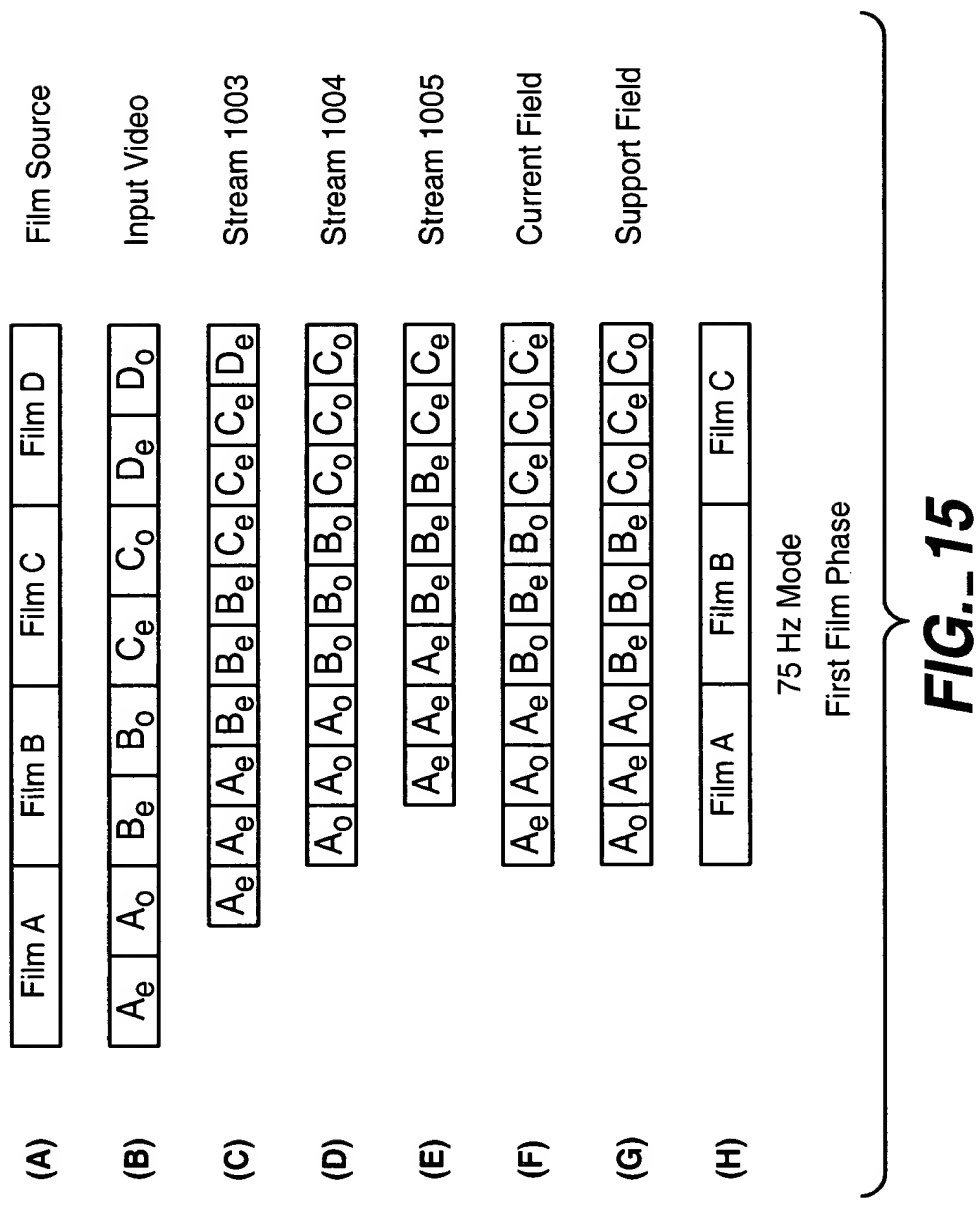 (A) Film A Film B Film C Film D Film Source
(B) Aₑ Aₒ Bₑ Bₒ Cₑ Cₒ Dₑ Dₒ Input Video
(C) Aₑ Aₑ Aₑ Bₑ Bₑ Bₑ Cₑ Cₑ Cₑ Dₑ Stream 1003
(D) Aₒ Aₒ Aₒ Bₒ Bₒ Bₒ Cₒ Cₒ Cₒ Stream 1004
(E) Aₑ Aₑ Aₑ Bₑ Bₑ Bₑ Cₑ Cₑ Stream 1005
(F) Aₑ Aₒ Aₑ Bₒ Bₑ Bₒ Cₑ Cₒ Cₑ Current Field
(G) Aₒ Aₑ Aₒ Bₑ Bₒ Bₑ Cₒ Cₑ Cₒ Support Field
(H) Film A Film B Film C
75 Hz Mode
First Film Phase
FIG._15